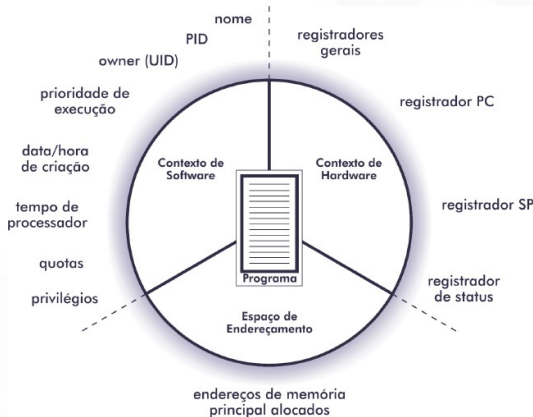 nome
PID
owner (UID)
prioridade de
execução
data/hora
de criação
tempo de
processador
quotas
privilégios
registradores
gerais
registrador PC
registrador SP
registrador
de status
Contexto de
Software
Contexto de
Hardware
Programa
Espaço de
Endereçamento
endereços de memória
principal alocados